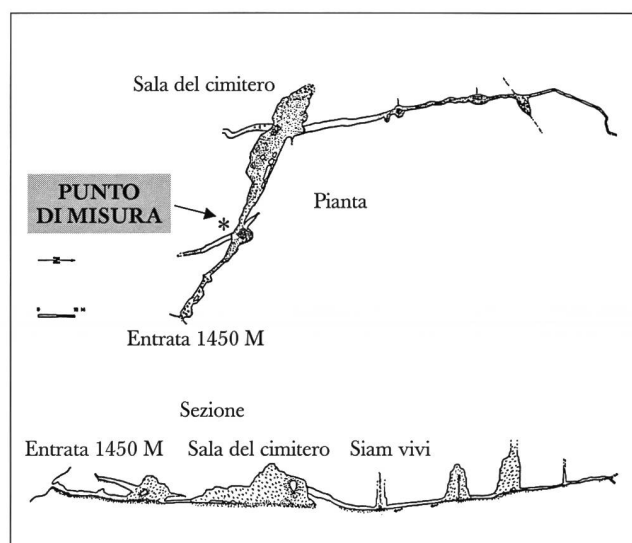 Sala del cimitero
PUNTO
DI MISURA
*
Pianta
N
Entrata 1450 M
Sezione
Entrata 1450 M Sala del cimitero Siam vivi